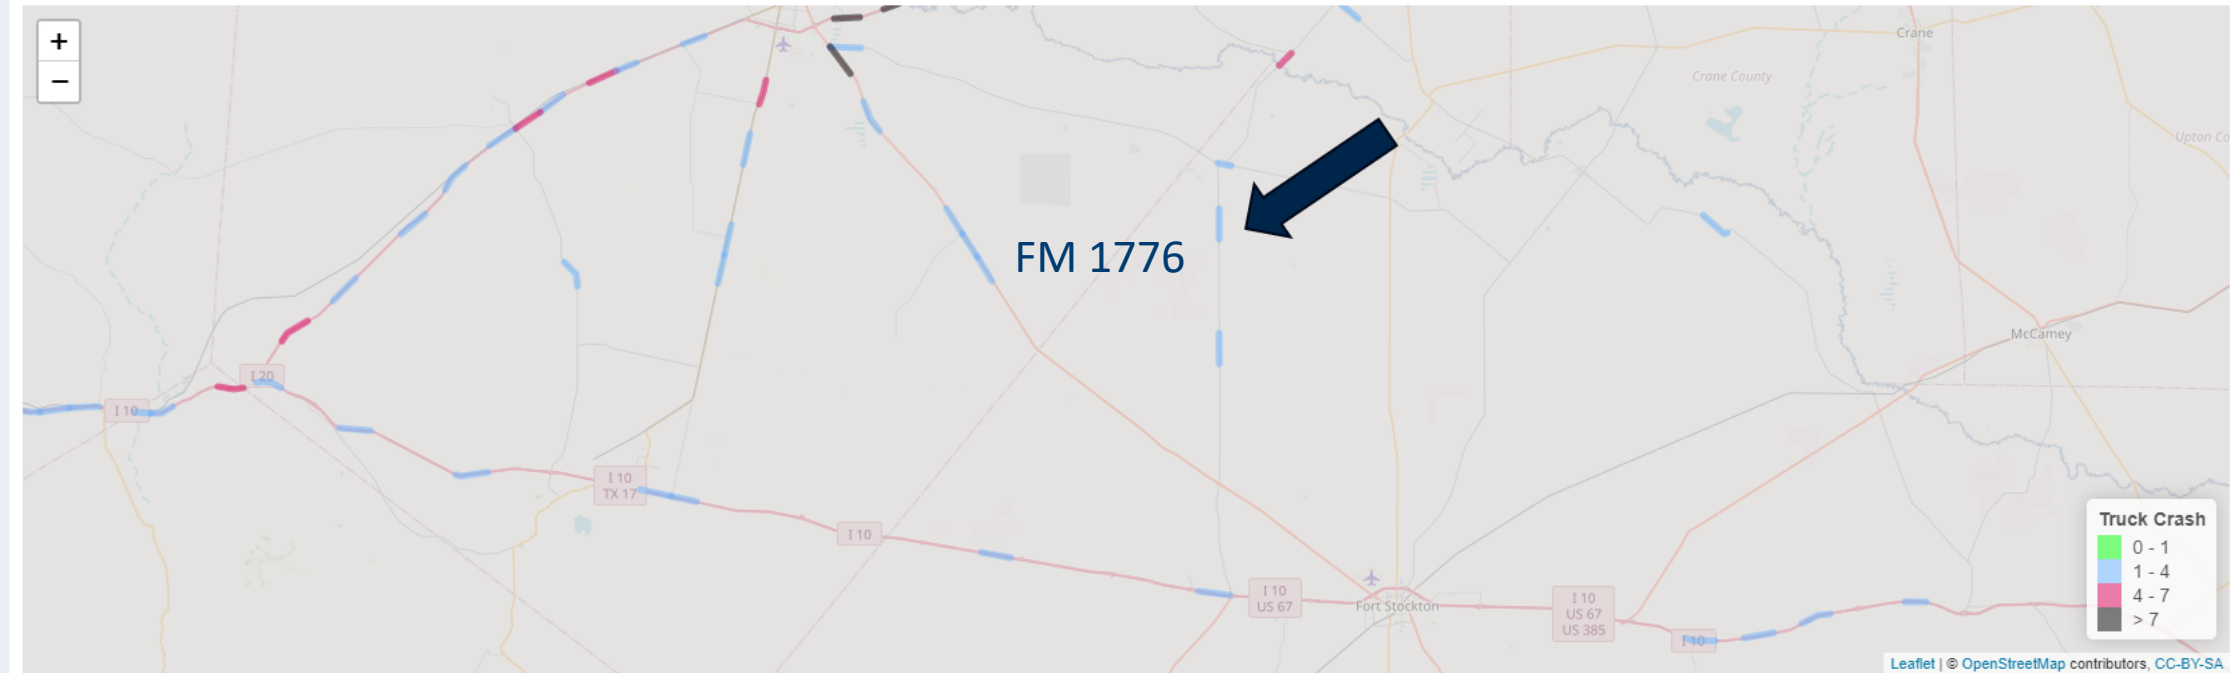 +
−
Crane
Crane County
Upton Co
FM 1776
McCamey
I 20
I 10
I 10
TX 17
I 10
I 10
US 67
Fort Stockton
I 10
US 67
US 385
I 10
Truck Crash
0 - 1
1 - 4
4 - 7
> 7
Leaflet | © OpenStreetMap contributors, CC-BY-SA